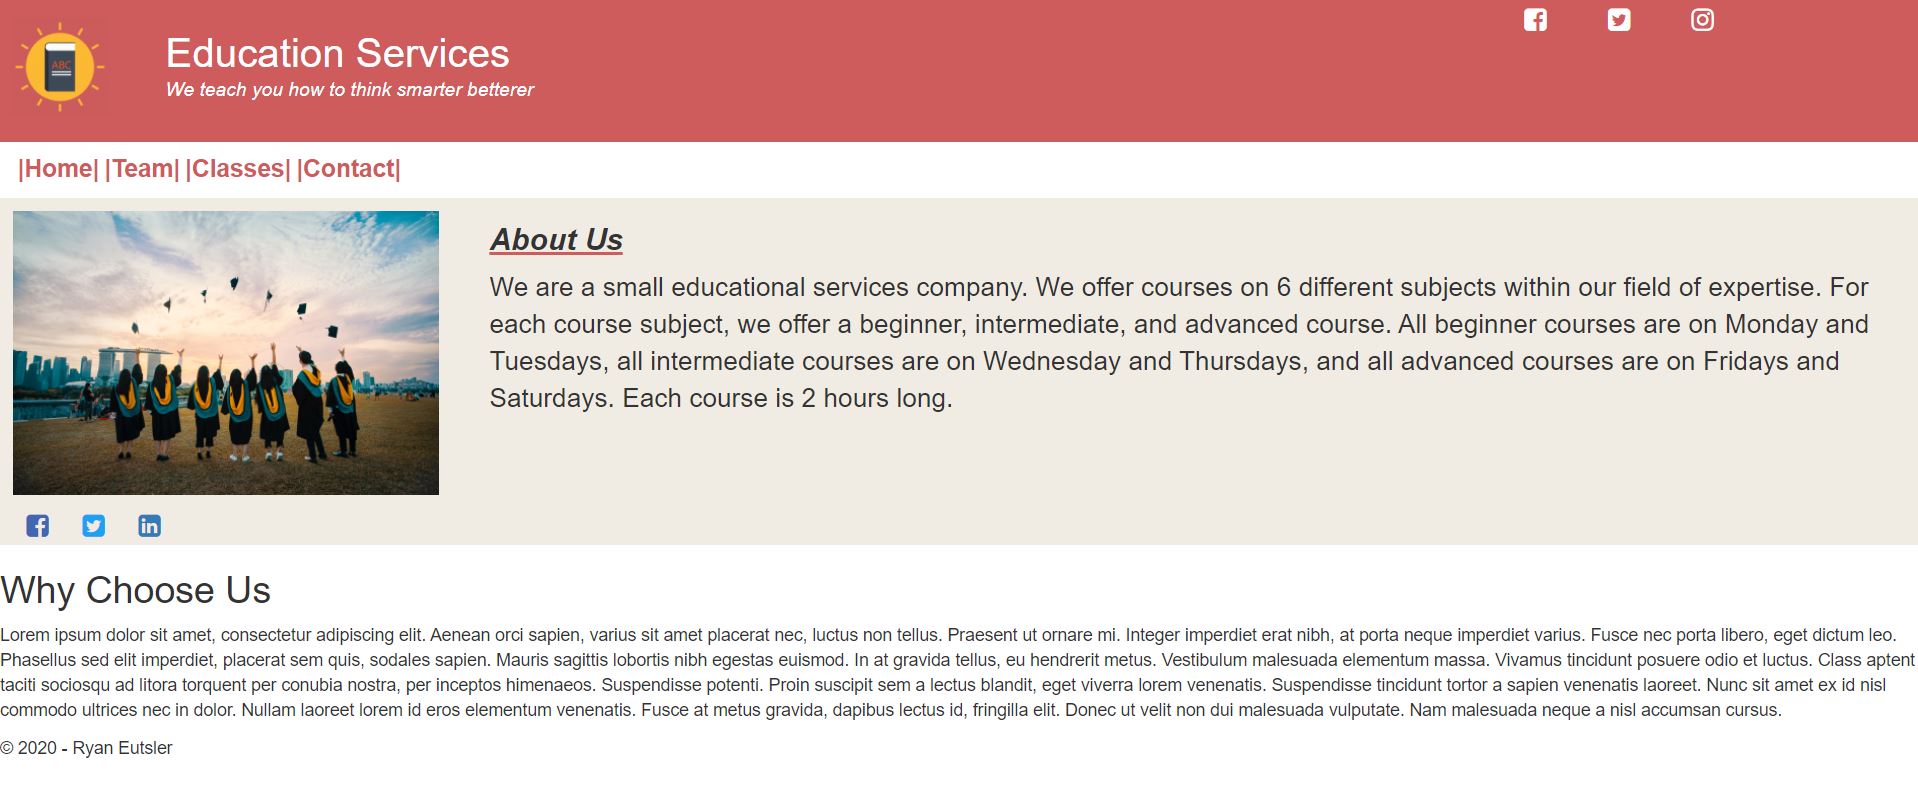 ABC
Education Services
We teach you how to think smarter betterer
|Home| |Team| |Classes| |Contact|
About Us
We are a small educational services company. We offer courses on 6 different subjects within our field of expertise. For
each course subject, we offer a beginner, intermediate, and advanced course. All beginner courses are on Monday and
Tuesdays, all intermediate courses are on Wednesday and Thursdays, and all advanced courses are on Fridays and
Saturdays. Each course is 2 hours long.
Why Choose Us
Lorem ipsum dolor sit amet, consectetur adipiscing elit. Aenean orci sapien, varius sit amet placerat nec, luctus non tellus. Praesent ut ornare mi. Integer imperdiet erat nibh, at porta neque imperdiet varius. Fusce nec porta libero, eget dictum leo.
Phasellus sed elit imperdiet, placerat sem quis, sodales sapien. Mauris sagittis lobortis nibh egestas euismod. In at gravida tellus, eu hendrerit metus. Vestibulum malesuada elementum massa. Vivamus tincidunt posuere odio et luctus. Class aptent
taciti sociosqu ad litora torquent per conubia nostra, per inceptos himenaeos. Suspendisse potenti. Proin suscipit sem a lectus blandit, eget viverra lorem venenatis. Suspendisse tincidunt tortor a sapien venenatis laoreet. Nunc sit amet ex id nisl
commodo ultrices nec in dolor. Nullam laoreet lorem id eros elementum venenatis. Fusce at metus gravida, dapibus lectus id, fringilla elit. Donec ut velit non dui malesuada vulputate. Nam malesuada neque a nisl accumsan cursus.
© 2020 - Ryan Eutsler